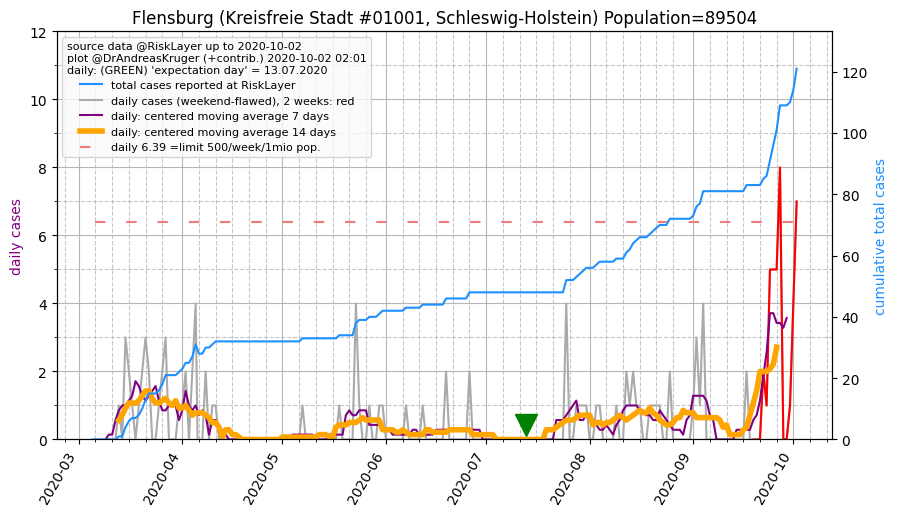 Flensburg (Kreisfreie Stadt #01001, Schleswig-Holstein) Population=89504
source data @RiskLayer up to 2020-10-02
plot @DrAndreasKruger (+contrib.) 2020-10-02 02:01
daily: (GREEN) 'expectation day' = 13.07.2020
total cases reported at RiskLayer
daily cases (weekend-flawed), 2 weeks: red
daily: centered moving average 7 days
daily: centered moving average 14 days
daily 6.39 =limit 500/week/1mio pop.
daily cases
12
10
8
6
4
2
0
cumulative total cases
120
100
80
60
40
20
0
2020-03
2020-04
2020-05
2020-06
2020-07
2020-08
2020-09
2020-10